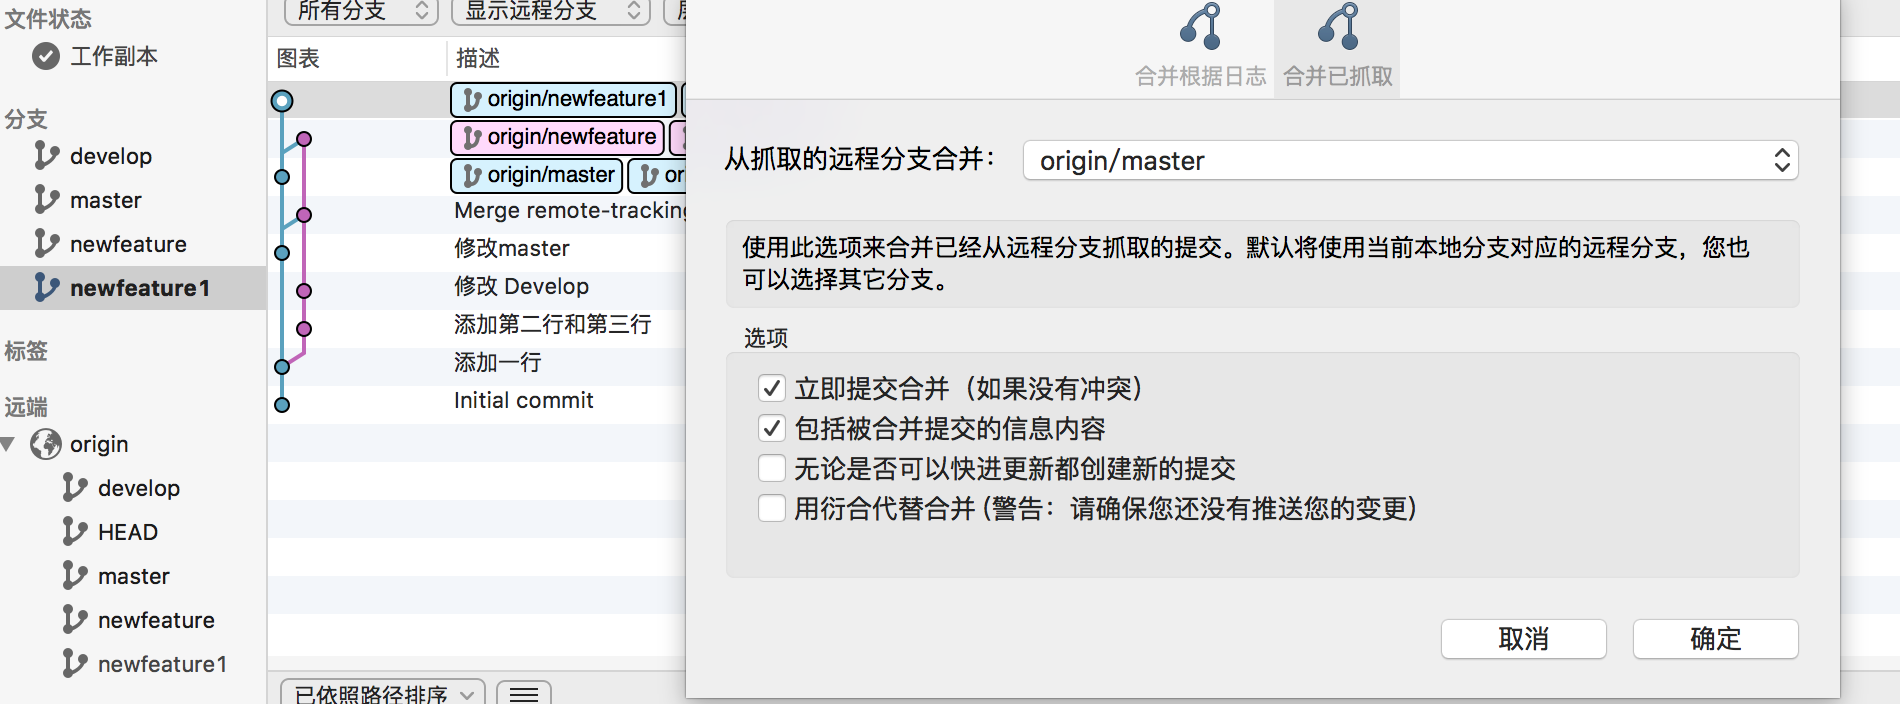 文件状态
工作副本
分支
develop
master
newfeature
newfeature1
标签
远端
origin
develop
HEAD
master
newfeature
newfeature1
所有分支
显示远程分支
图表
描述
origin/newfeature1
origin/newfeature
origin/master
or
Merge remote-tracking
修改master
修改 Develop
添加第二行和第三行
添加一行
Initial commit
已依照路径排序
合并根据日志
合并已抓取
从抓取的远程分支合并：
origin/master
使用此选项来合并已经从远程分支抓取的提交。默认将使用当前本地分支对应的远程分支，您也
可以选择其它分支。
选项
立即提交合并（如果没有冲突）
包括被合并提交的信息内容
无论是否可以快进更新都创建新的提交
用衍合代替合并(警告：请确保您还没有推送您的变更)
取消
确定